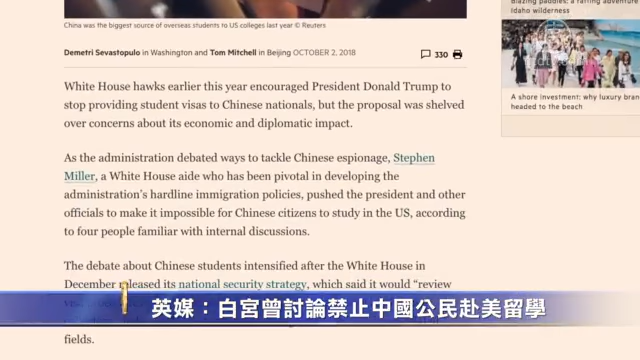 China was the biggest source of overseas students to US colleges last year © Reuters
Demetri Sevastopulo in Washington and Tom Mitchell in Beijing OCTOBER 2, 2018
330
White House hawks earlier this year encouraged President Donald Trump to
stop providing student visas to Chinese nationals, but the proposal was shelved
over concerns about its economic and diplomatic impact.
As the administration debated ways to tackle Chinese espionage, Stephen
Miller, a White House aide who has been pivotal in developing the
administration's hardline immigration policies, pushed the president and other
officials to make it impossible for Chinese citizens to study in the US, according
to four people familiar with internal discussions.
The debate about Chinese students intensified after the White House in
December released its national security strategy, which said it would "review
fields.
Blazing paddles: a rafting adventure
Idaho wilderness
A shore investment: why luxury bran
headed to the beach
英媒：白宮曾討論禁止中國公民赴美留學